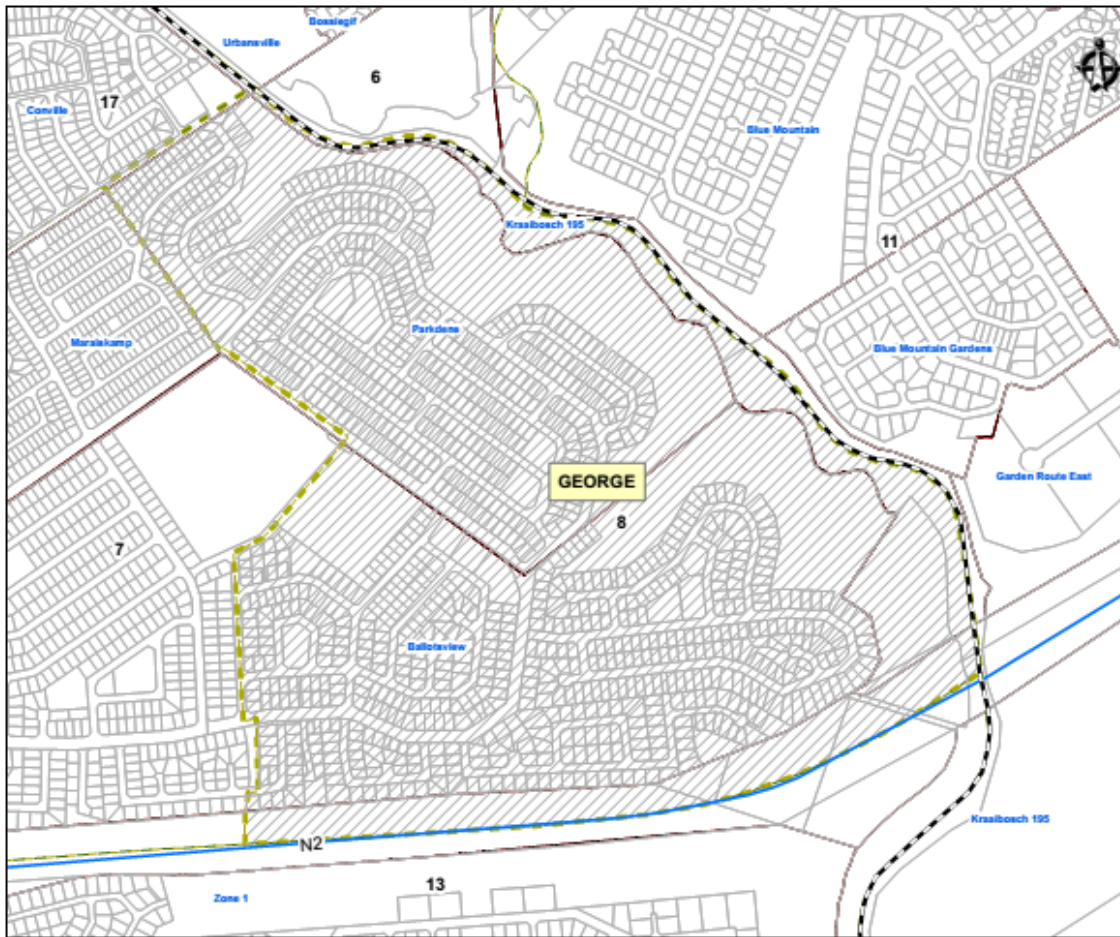 Bossiegif
Urbansville
6
17
Conville
Blue Mountain
Kraaibosch 195
11
Parkdene
Maraiskamp
Blue Mountain Gardens
GEORGE
Garden Route East
8
7
Ballotsview
Kraaibosch 195
N2
13
Zone 1